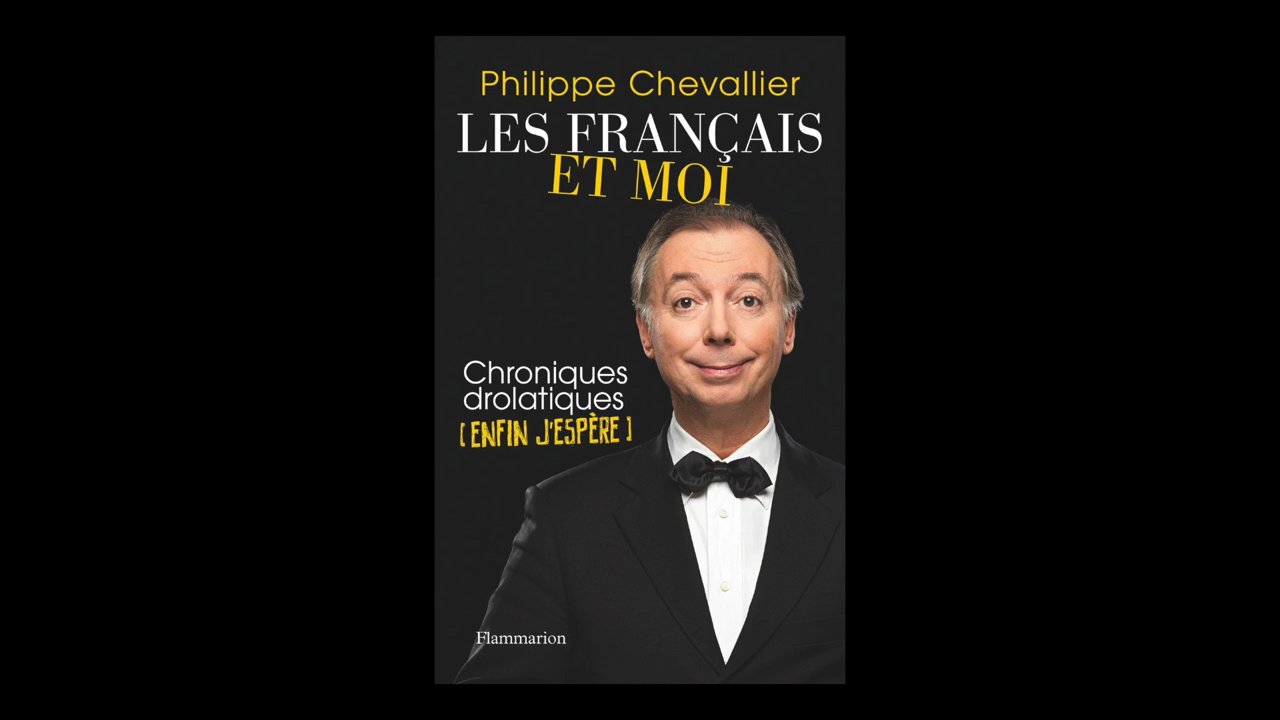 Philippe Chevallier
LES FRANÇAIS
ET MOI
Chroniques
drolatiques
[ENFIN J'ESPÈRE]
Flammarion